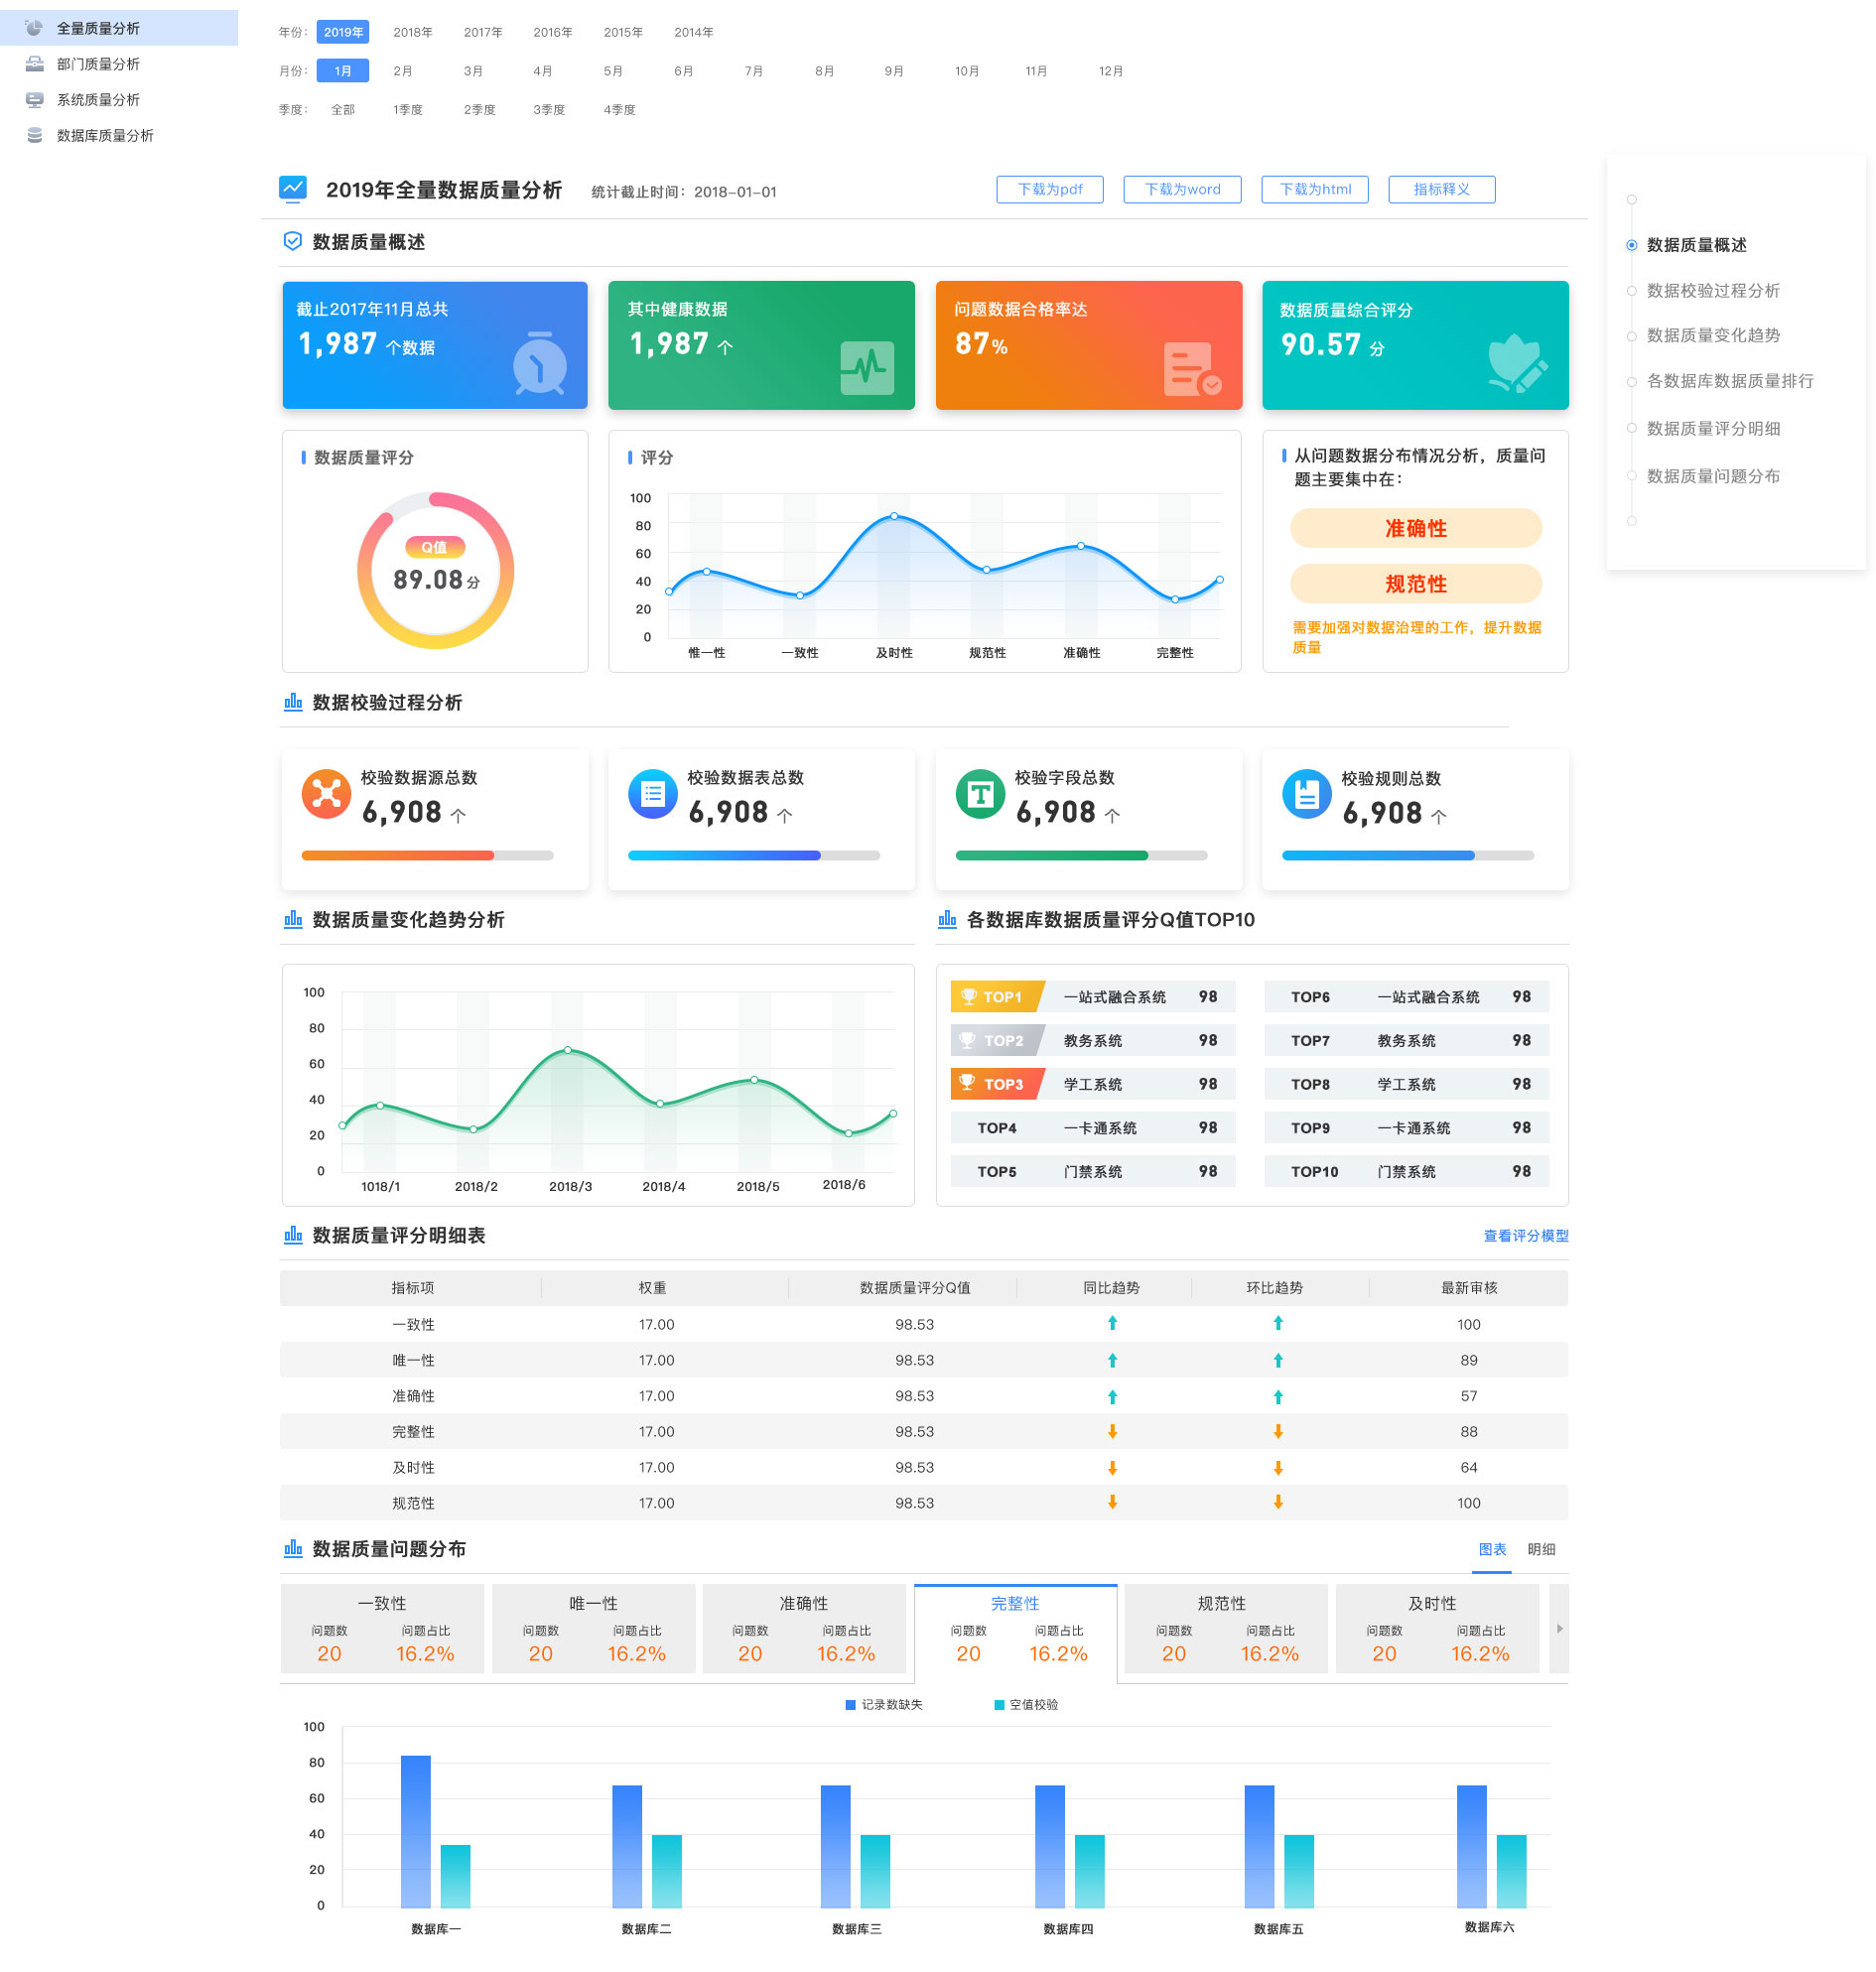 全量质量分析
部门质量分析
系统质量分析
数据库质量分析
年份： 2019年 2018年 2017年 2016年 2015年 2014年
月份： 1月 2月 3月 4月 5月 6月 7月 8月 9月 10月 11月 12月
季度： 全部 1季度 2季度 3季度 4季度
2019年全量数据质量分析 统计截止时间：2018-01-01 下载为pdf 下载为word 下载为html 指标释义
数据质量概述
截止2017年11月总共
1,987 个数据
其中健康数据
1,987 个
问题数据合格率达
87%
数据质量综合评分
90.57 分
数据质量评分
Q值
89.08分
评分
100
80
60
40
20
0
惟一性 一致性 及时性 规范性 准确性 完整性
从问题数据分布情况分析，质量问
题主要集中在：
准确性
规范性
需要加强对数据治理的工作，提升数据
质量
数据质量概述
数据校验过程分析
数据质量变化趋势
各数据库数据质量排行
数据质量评分明细
数据质量问题分布
数据校验过程分析
校验数据源总数
6,908 个
校验数据表总数
6,908 个
校验字段总数
6,908 个
校验规则总数
6,908 个
数据质量变化趋势分析
100
80
60
40
20
0
1018/1 2018/2 2018/3 2018/4 2018/5 2018/6
各数据库数据质量评分Q值TOP10
TOP1 一站式融合系统 98
TOP2 教务系统 98
TOP3 学工系统 98
TOP4 一卡通系统 98
TOP5 门禁系统 98
TOP6 一站式融合系统 98
TOP7 教务系统 98
TOP8 学工系统 98
TOP9 一卡通系统 98
TOP10 门禁系统 98
数据质量评分明细表 查看评分模型
指标项 权重 数据质量评分Q值 同比趋势 环比趋势 最新审核
一致性 17.00 98.53 100
唯一性 17.00 98.53 89
准确性 17.00 98.53 57
完整性 17.00 98.53 88
及时性 17.00 98.53 64
规范性 17.00 98.53 100
数据质量问题分布 图表 明细
一致性
问题数 问题占比
20 16.2%
唯一性
问题数 问题占比
20 16.2%
准确性
问题数 问题占比
20 16.2%
完整性
问题数 问题占比
20 16.2%
规范性
问题数 问题占比
20 16.2%
及时性
问题数 问题占比
20 16.2%
记录数缺失 空值校验
100
80
60
40
20
0
数据库一 数据库二 数据库三 数据库四 数据库五 数据库六